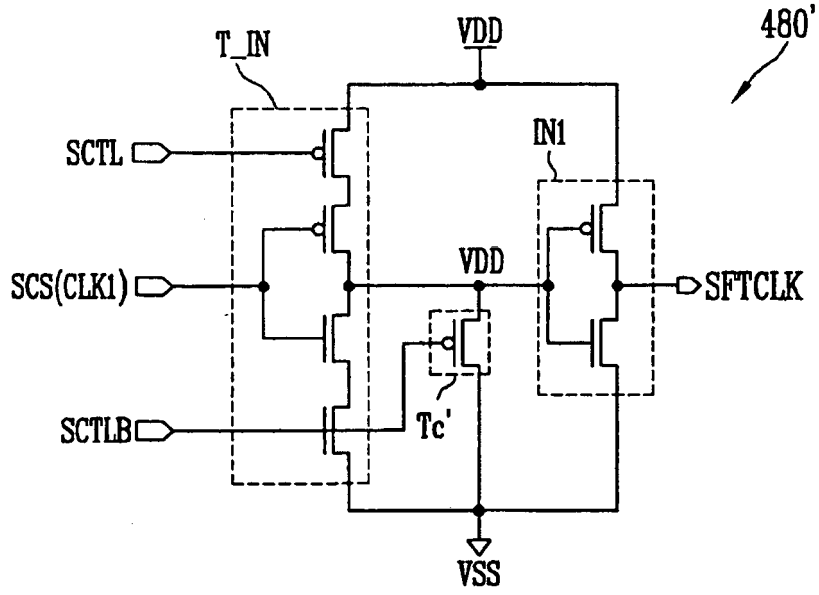 480'
VDD
T_IN
IN1
SCTL
VDD
SCS(CLK1)
SFTCLK
Tc'
SCTLB
VSS